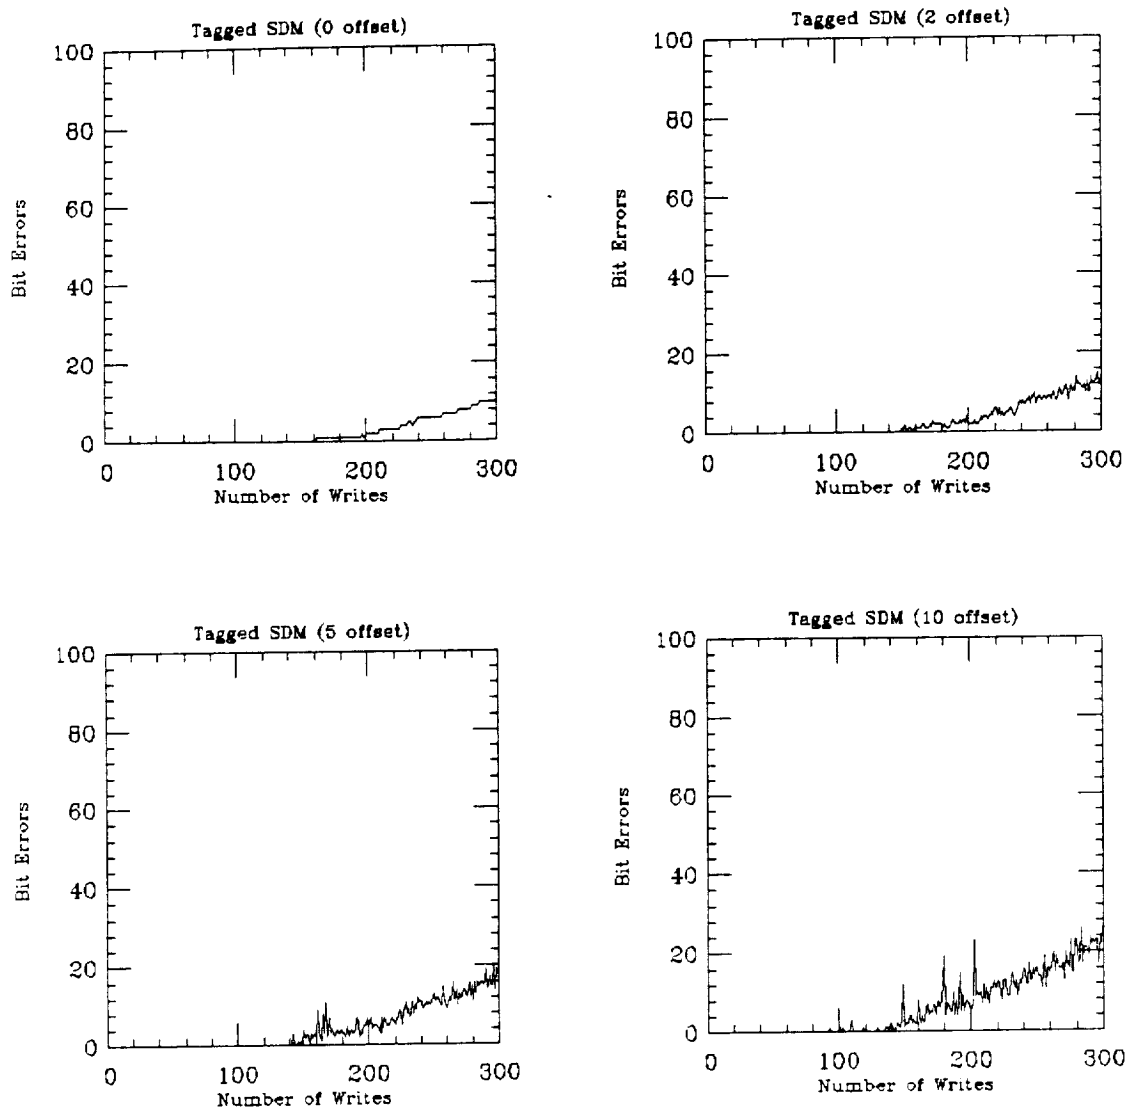 Tagged SDM (0 offset)
100
80
60
40
20
0
Bit Errors
0 100 200 300
Number of Writes
Tagged SDM (2 offset)
100
80
60
40
20
0
Bit Errors
0 100 200 300
Number of Writes
Tagged SDM (5 offset)
100
80
60
40
20
0
Bit Errors
0 100 200 300
Number of Writes
Tagged SDM (10 offset)
100
80
60
40
20
0
Bit Errors
0 100 200 300
Number of Writes